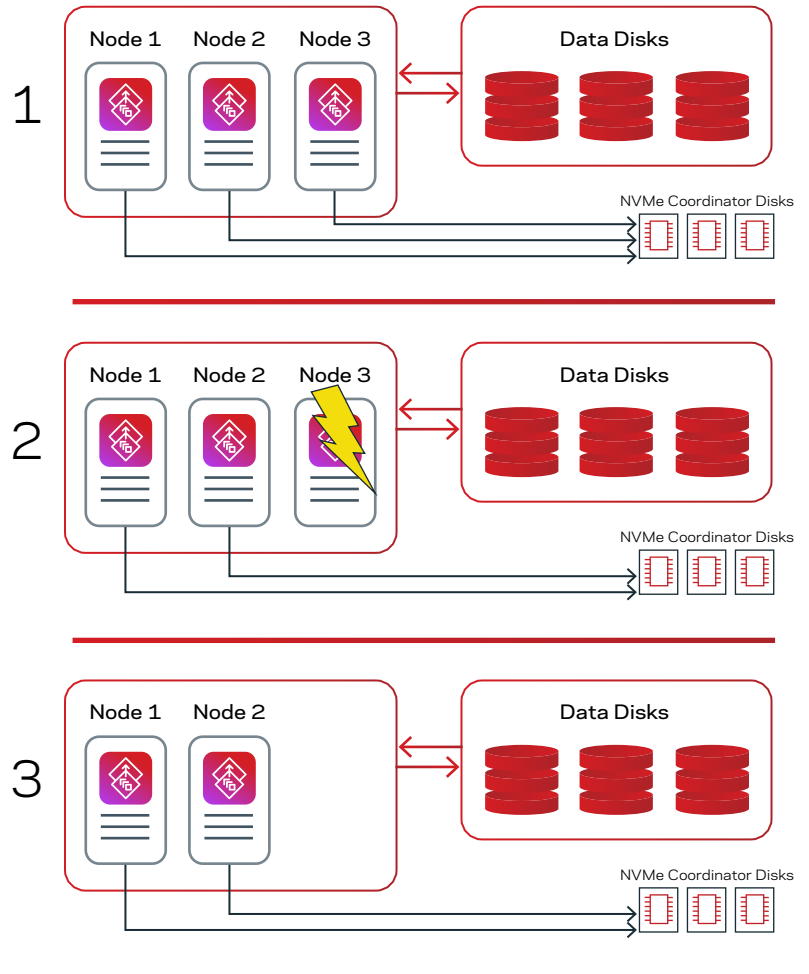 1
Node 1 Node 2 Node 3
Data Disks
NVMe Coordinator Disks
2
Node 1 Node 2 Node 3
Data Disks
NVMe Coordinator Disks
3
Node 1 Node 2
Data Disks
NVMe Coordinator Disks